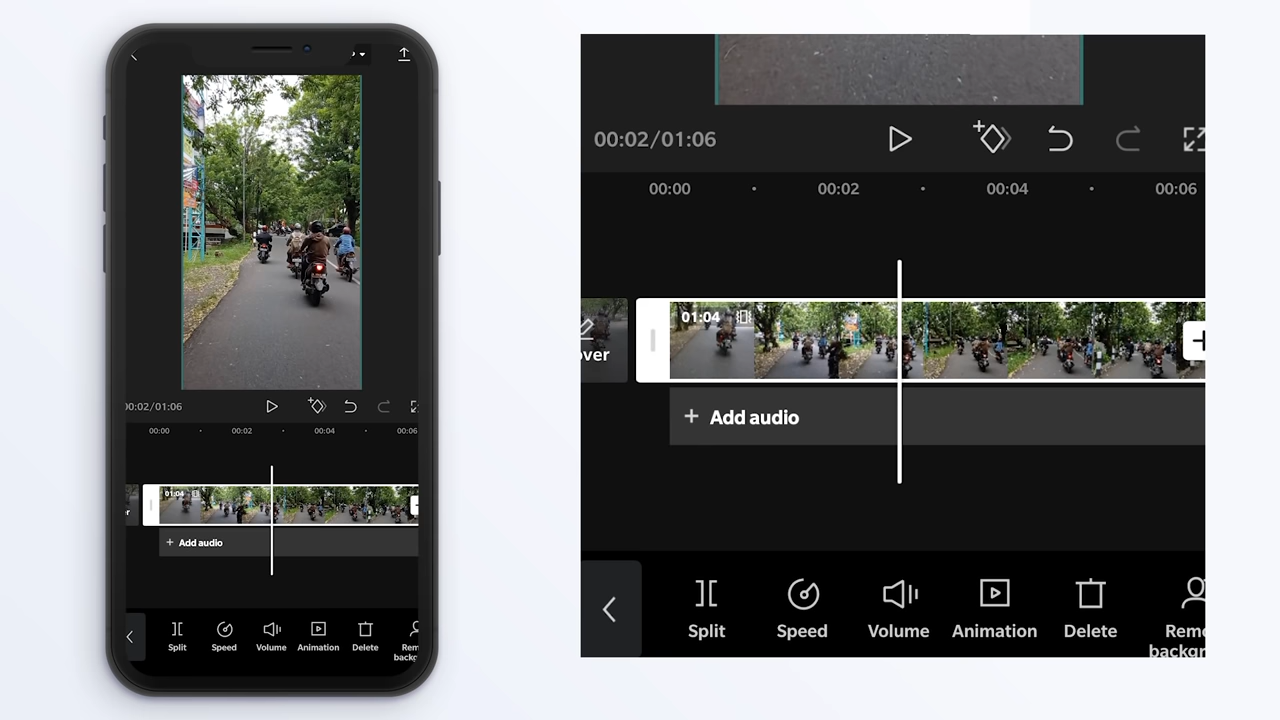 00:02/01:06
00:00
00:02
00:04
00:06
01:04
+ Add audio
Split
Speed
Volume
Animation
Delete
Rem
backg
00:02/01:06
00:00
00:02
00:04
00:06
01:04
over
+ Add audio
Split
Speed
Volume
Animation
Delete
Remo
backgr